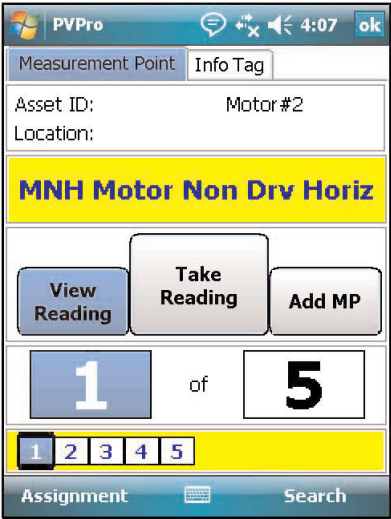 PVPro 4:07 ok
Measurement Point Info Tag
Asset ID: Motor#2
Location:
MNH Motor Non Drv Horiz
View Reading
Take Reading
Add MP
1 of 5
1 2 3 4 5
Assignment Search